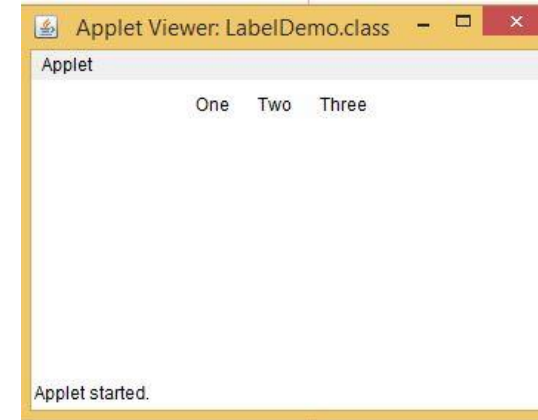 Applet Viewer: LabelDemo.class
Applet
One Two Three
Applet started.